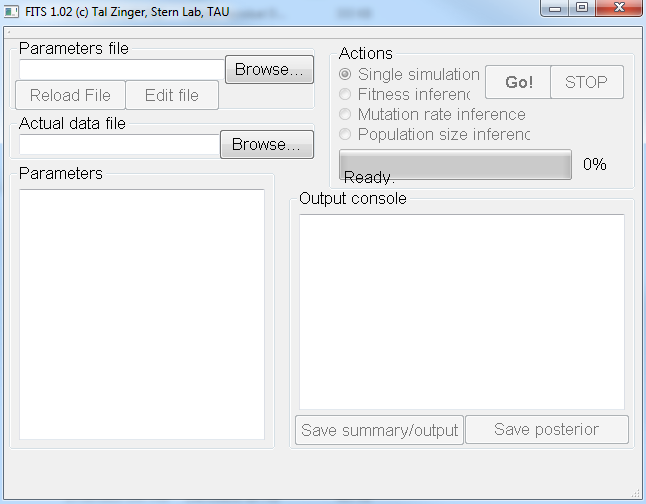 FITS 1.02 (c) Tal Zinger, Stern Lab, TAU
Parameters file
Browse...
Reload File
Edit file
Actual data file
Browse...
Parameters
Actions
Single simulation
Fitness inferenc
Mutation rate inference
Population size inferenc
Go!
STOP
Ready.
0%
Output console
Save summary/output
Save posterior